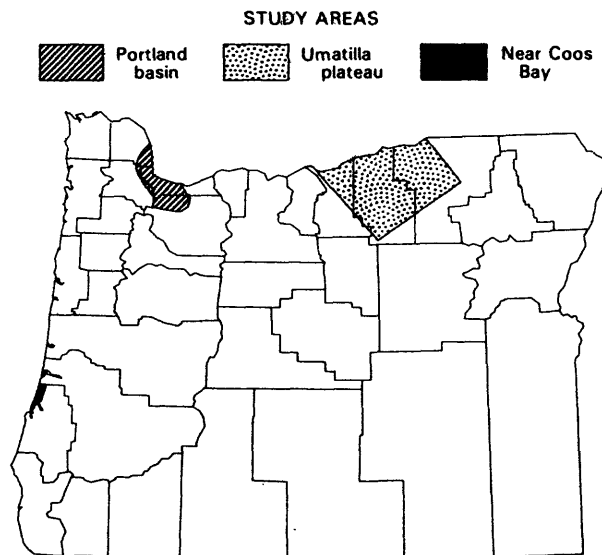 STUDY AREAS
Portland
basin
Umatilla
plateau
Near Coos
Bay